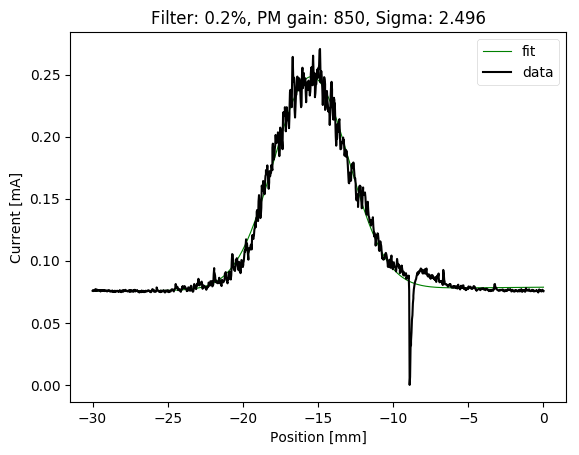 Filter: 0.2%, PM gain: 850, Sigma: 2.496
fit
data
Current [mA]
0.25
0.20
0.15
0.10
0.05
0.00
−30 −25 −20 −15 −10 −5 0
Position [mm]